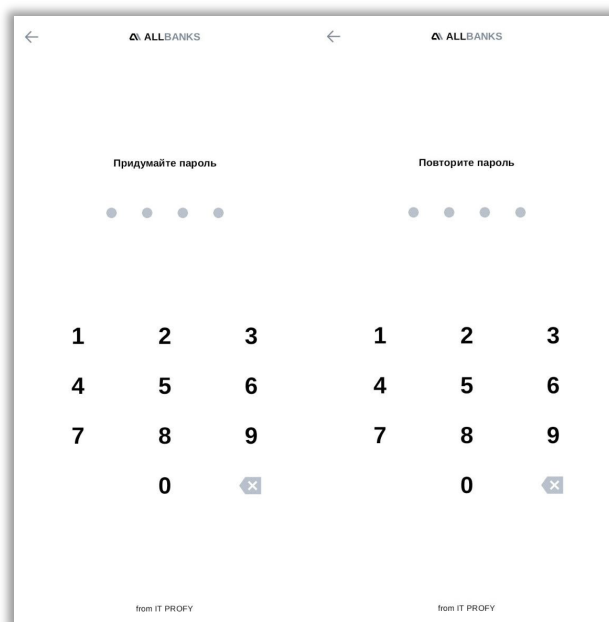 ALLBANKS
Придумайте пароль
1 2 3
4 5 6
7 8 9
0
from IT PROFY
ALLBANKS
Повторите пароль
1 2 3
4 5 6
7 8 9
0
from IT PROFY